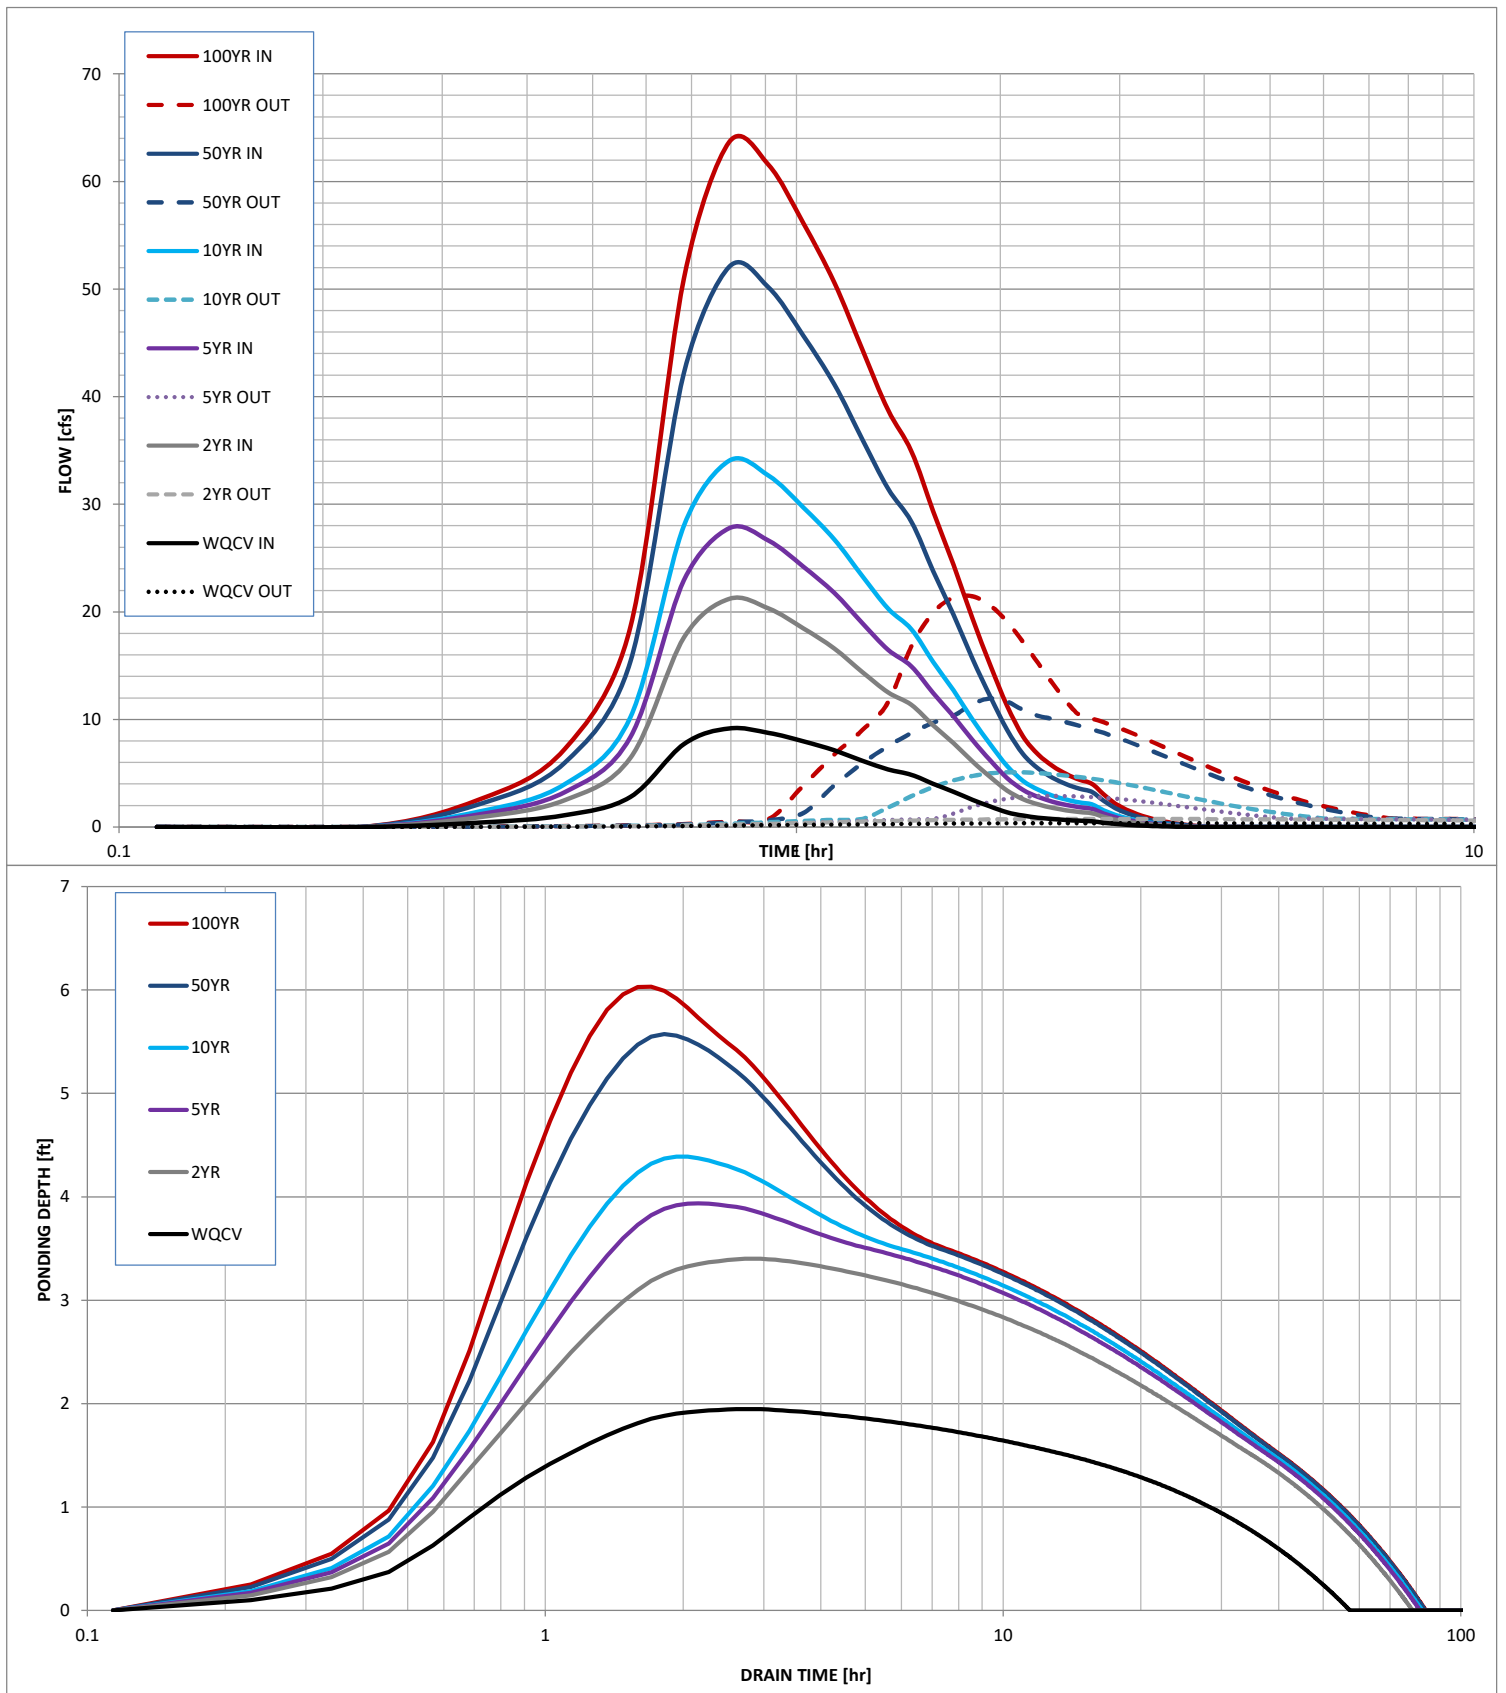 100YR IN
100YR OUT
50YR IN
50YR OUT
10YR IN
10YR OUT
5YR IN
5YR OUT
2YR IN
2YR OUT
WQCV IN
WQCV OUT
FLOW [cfs]
70
60
50
40
30
20
10
0
0.1
1
10
TIME [hr]
100YR
50YR
10YR
5YR
2YR
WQCV
PONDING DEPTH [ft]
7
6
5
4
3
2
1
0
0.1
1
10
100
DRAIN TIME [hr]